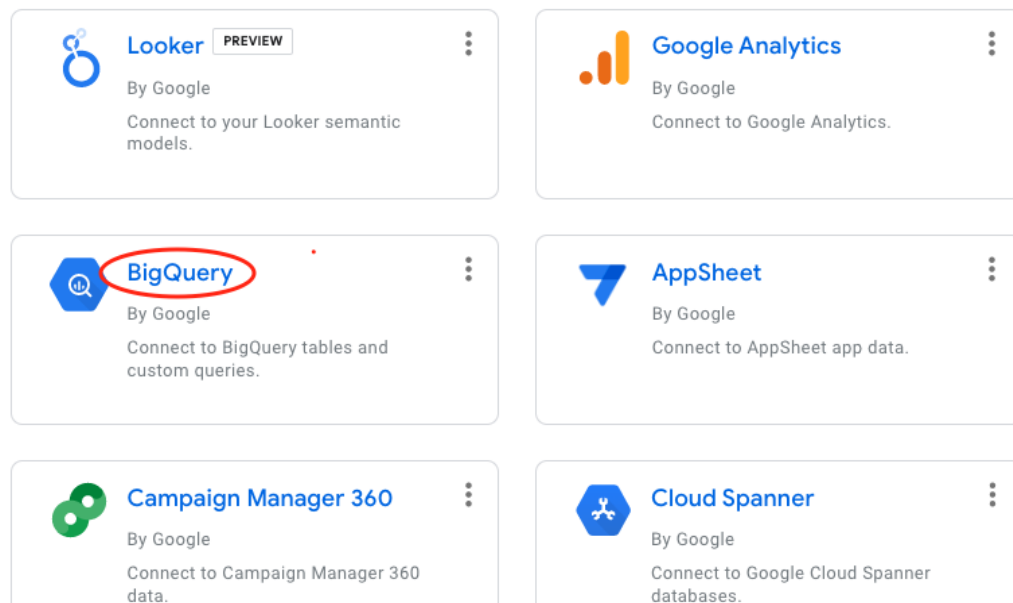 Looker PREVIEW
By Google
Connect to your Looker semantic
models.
Google Analytics
By Google
Connect to Google Analytics.
BigQuery
By Google
Connect to BigQuery tables and
custom queries.
AppSheet
By Google
Connect to AppSheet app data.
Campaign Manager 360
By Google
Connect to Campaign Manager 360
data.
Cloud Spanner
By Google
Connect to Google Cloud Spanner
databases.